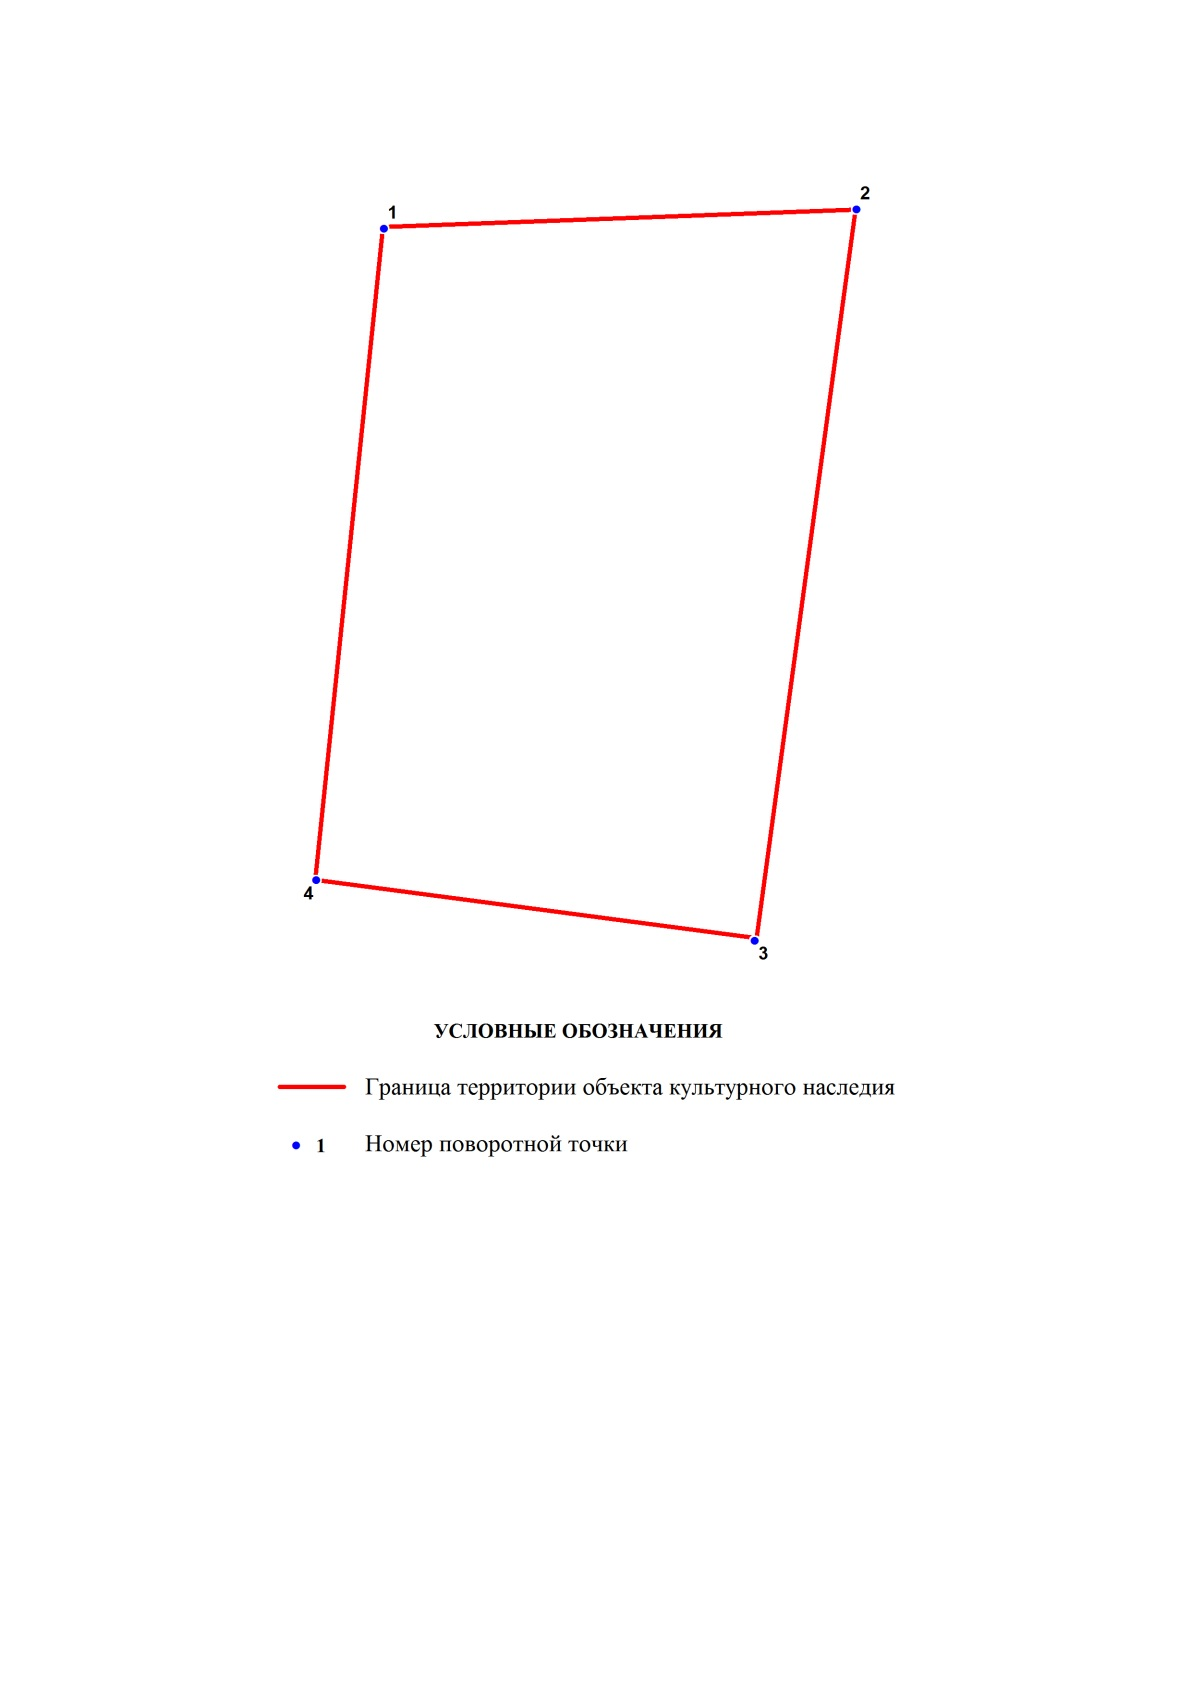 1
2
4
3
УСЛОВНЫЕ ОБОЗНАЧЕНИЯ
Граница территории объекта культурного наследия
1 Номер поворотной точки